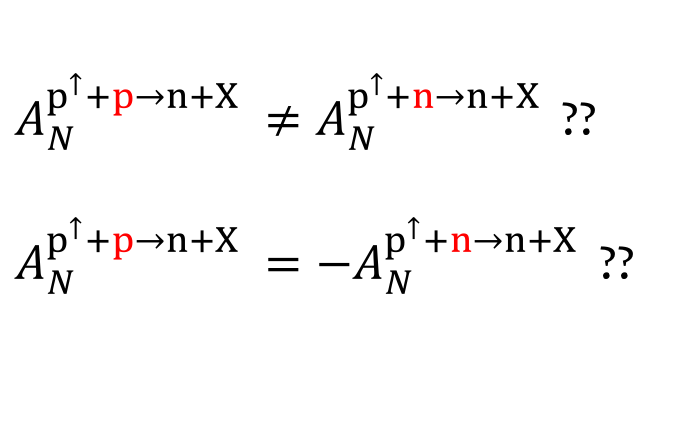 A_N^{p^↑+p→n+X} ≠ A_N^{p^↑+n→n+X} ??
A_N^{p^↑+p→n+X} = −A_N^{p^↑+n→n+X} ??